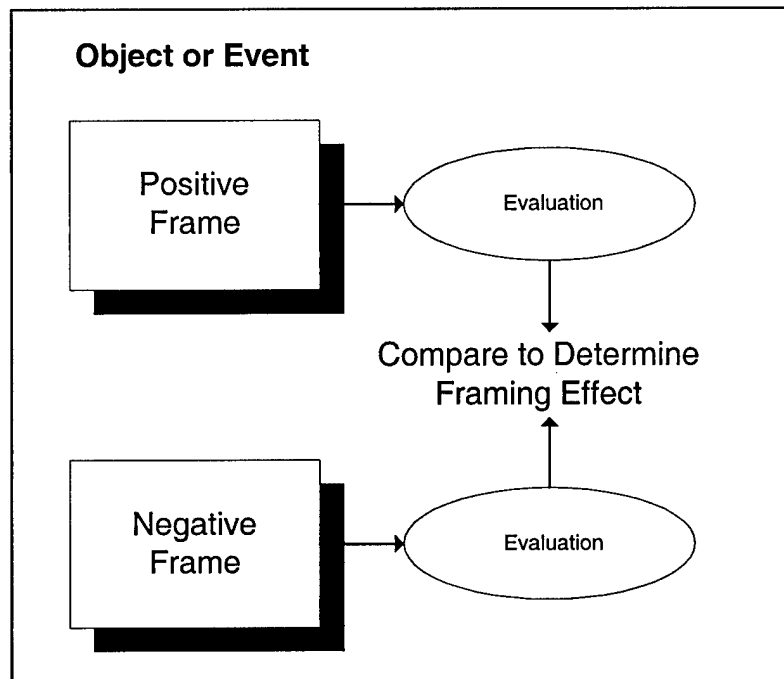 Object or Event
Positive
Frame
Evaluation
Compare to Determine
Framing Effect
Negative
Frame
Evaluation